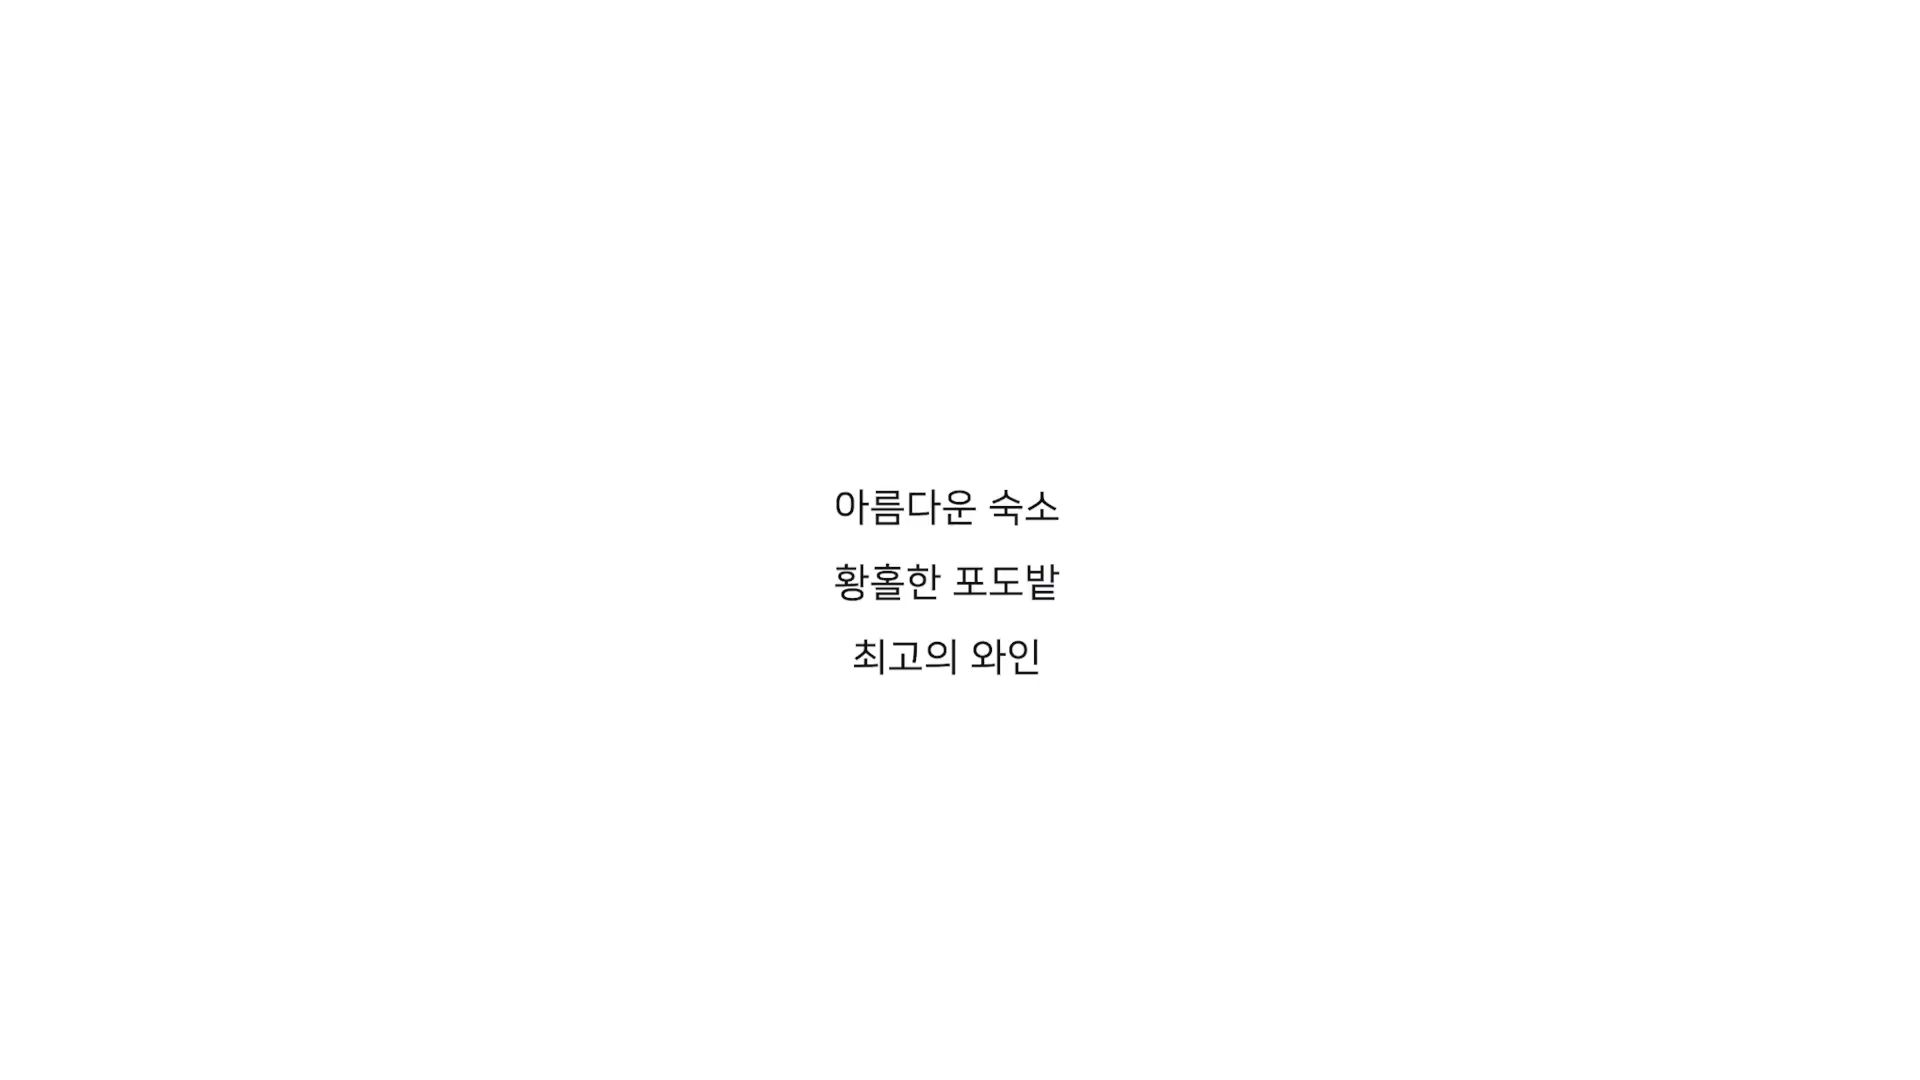 아름다운 숙소
황홀한 포도밭
최고의 와인